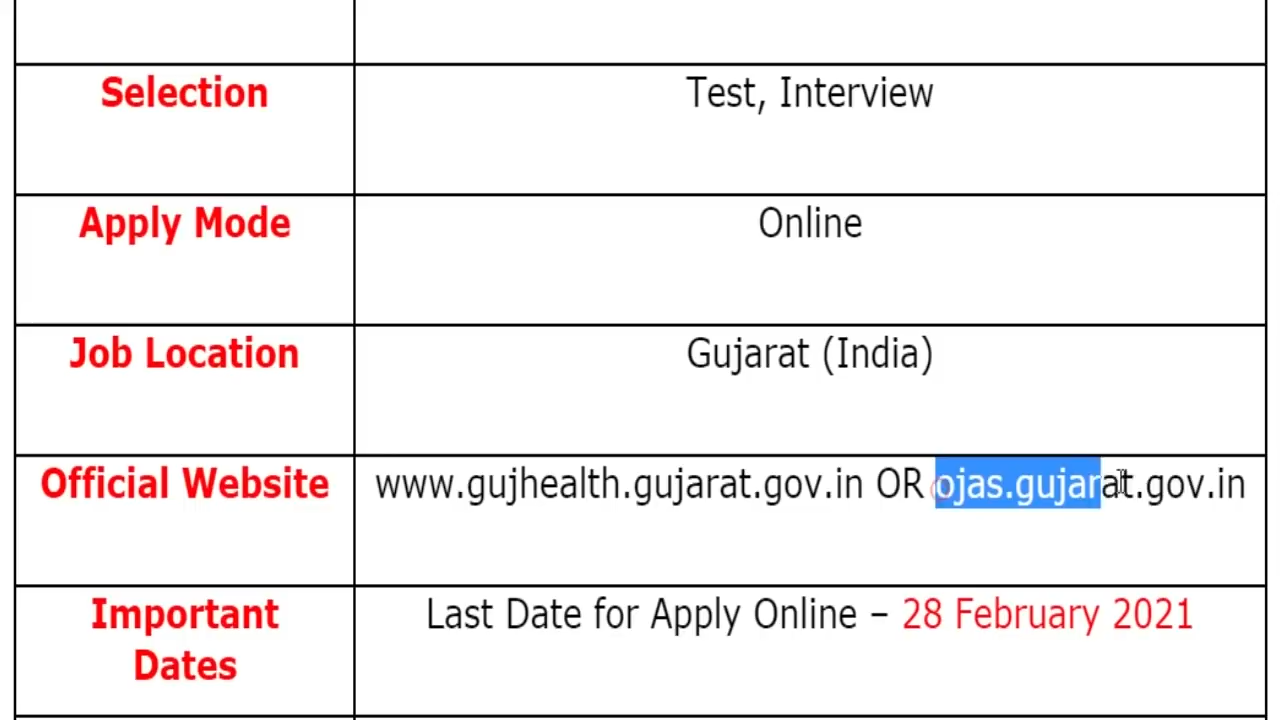 Selection
Test, Interview
Apply Mode
Online
Job Location
Gujarat (India)
Official Website
www.gujhealth.gujarat.gov.in OR ojas.gujarat.gov.in
Important
Dates
Last Date for Apply Online – 28 February 2021